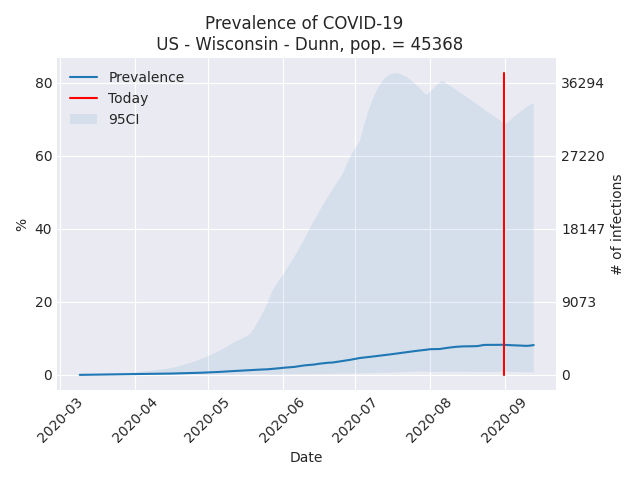 Prevalence of COVID-19
US - Wisconsin - Dunn, pop. = 45368
Prevalence
Today
95CI
80
60
40
20
0
%
36294
27220
18147
9073
0
# of infections
2020-03
2020-04
2020-05
2020-06
2020-07
2020-08
2020-09
Date